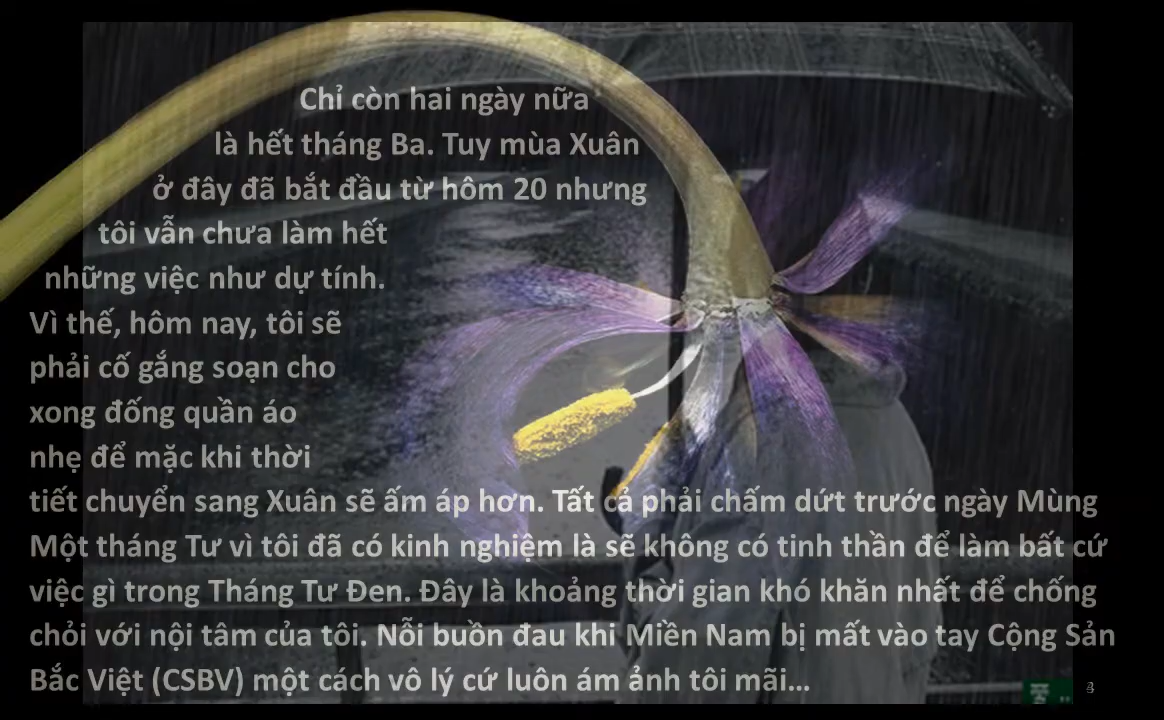 Chỉ còn hai ngày nữa
là hết tháng Ba. Tuy mùa Xuân
ở đây đã bắt đầu từ hôm 20 nhưng
tôi vẫn chưa làm hết
những việc như dự tính.
Vì thế, hôm nay, tôi sẽ
phải cố gắng soạn cho
xong đống quần áo
nhẹ để mặc khi thời
tiết chuyển sang Xuân sẽ ấm áp hơn. Tất cả phải chấm dứt trước ngày Mùng
Một tháng Tư vì tôi đã có kinh nghiệm là sẽ không có tinh thần để làm bất cứ
việc gì trong Tháng Tư Đen. Đây là khoảng thời gian khó khăn nhất để chống
chỏi với nội tâm của tôi. Nỗi buồn đau khi Miền Nam bị mất vào tay Cộng Sản
Bắc Việt (CSBV) một cách vô lý cứ luôn ám ảnh tôi mãi...